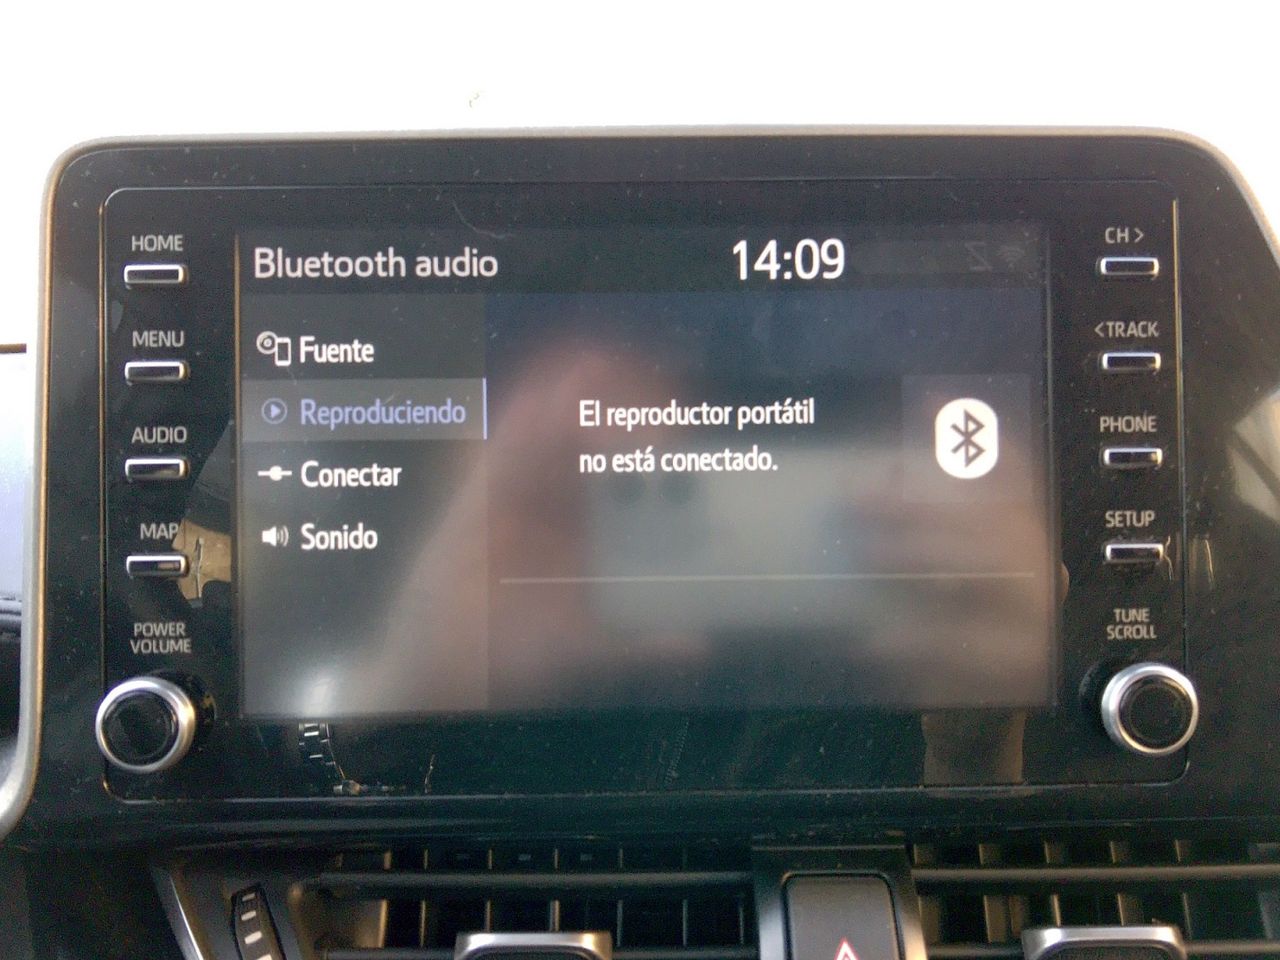 HOME
MENU
AUDIO
MAP
POWER
VOLUME
Bluetooth audio
14:09
Fuente
Reproduciendo
Conectar
Sonido
El reproductor portátil
no está conectado.
CH >
<TRACK
PHONE
SETUP
TUNE
SCROLL